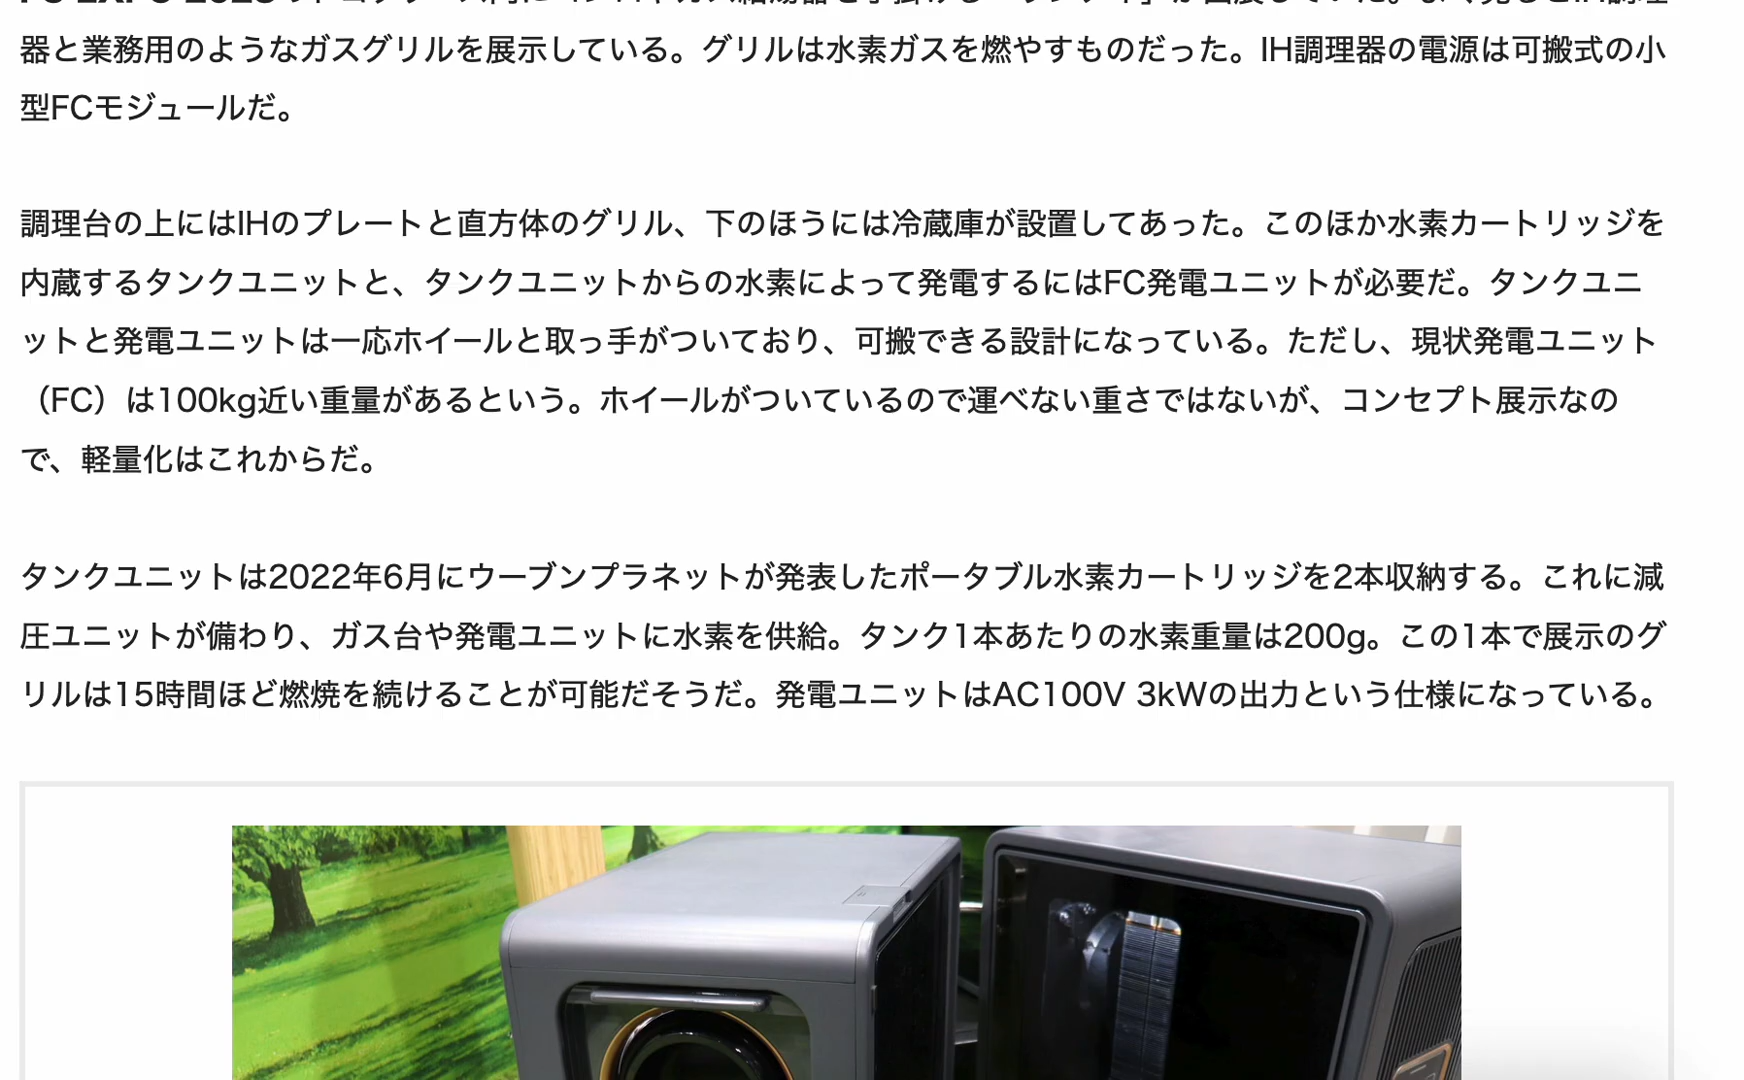 器と業務用のようなガスグリルを展示している。グリルは水素ガスを燃やすものだった。IH調理器の電源は可搬式の小
型FCモジュールだ。
調理台の上にはIHのプレートと直方体のグリル、下のほうには冷蔵庫が設置してあった。このほか水素カートリッジを
内蔵するタンクユニットと、タンクユニットからの水素によって発電するにはFC発電ユニットが必要だ。タンクユニ
ットと発電ユニットは一応ホイールと取っ手がついており、可搬できる設計になっている。ただし、現状発電ユニット
（FC）は100kg近い重量があるという。ホイールがついているので運べない重さではないが、コンセプト展示なの
で、軽量化はこれからだ。
タンクユニットは2022年6月にウーブンプラネットが発表したポータブル水素カートリッジを2本収納する。これに減
圧ユニットが備わり、ガス台や発電ユニットに水素を供給。タンク1本あたりの水素重量は200g。この1本で展示のグ
リルは15時間ほど燃焼を続けることが可能だそうだ。発電ユニットはAC100V 3kWの出力という仕様になっている。